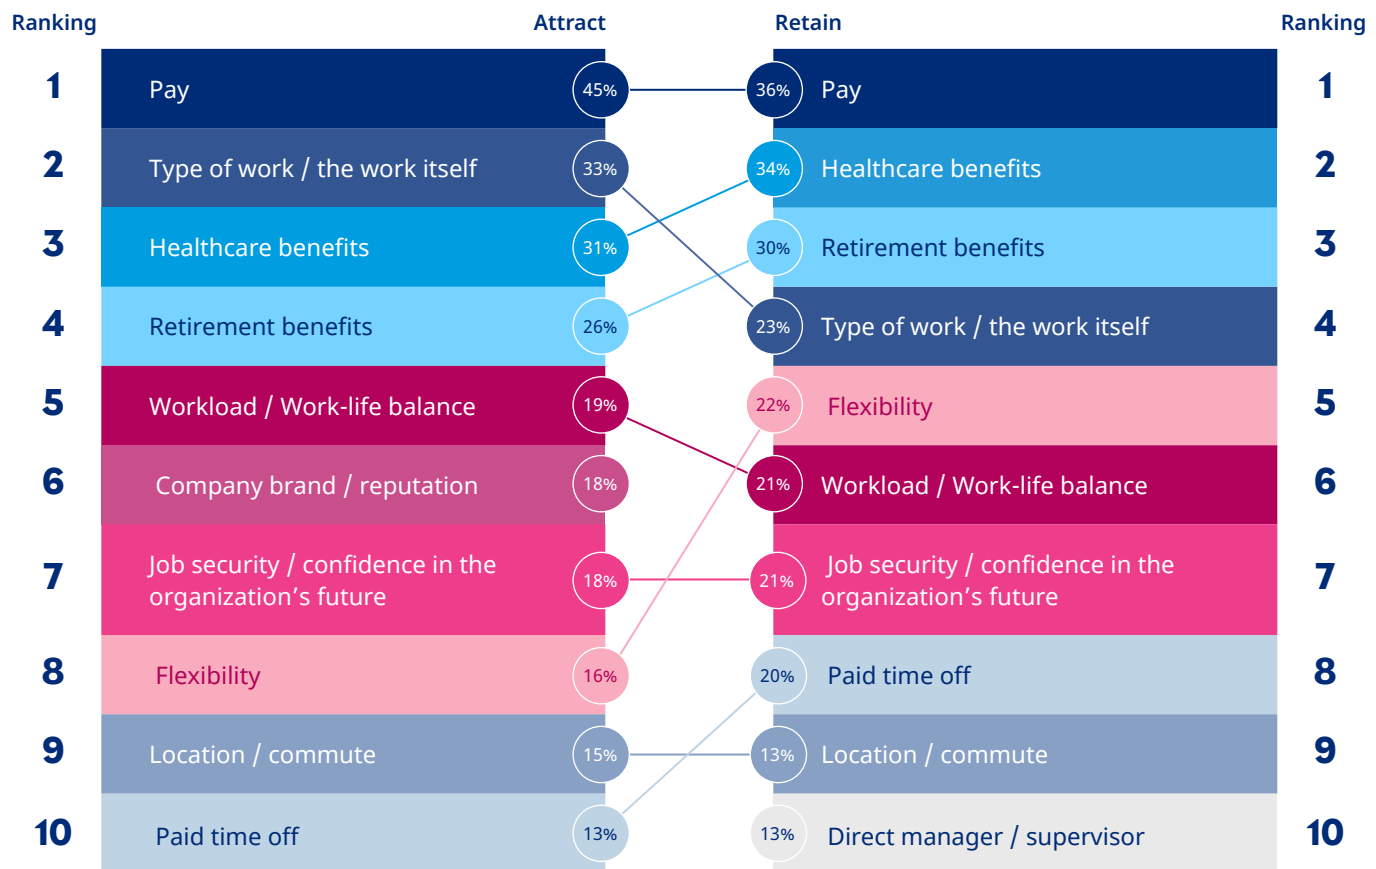 Ranking Attract Retain Ranking
1 Pay 45% 36% Pay 1
2 Type of work / the work itself 33% 34% Healthcare benefits 2
3 Healthcare benefits 31% 30% Retirement benefits 3
4 Retirement benefits 26% 23% Type of work / the work itself 4
5 Workload / Work-life balance 19% 22% Flexibility 5
6 Company brand / reputation 18% 21% Workload / Work-life balance 6
7 Job security / confidence in the
organization’s future 18% 21% Job security / confidence in the
organization’s future 7
8 Flexibility 16% 20% Paid time off 8
9 Location / commute 15% 13% Location / commute 9
10 Paid time off 13% 13% Direct manager / supervisor 10